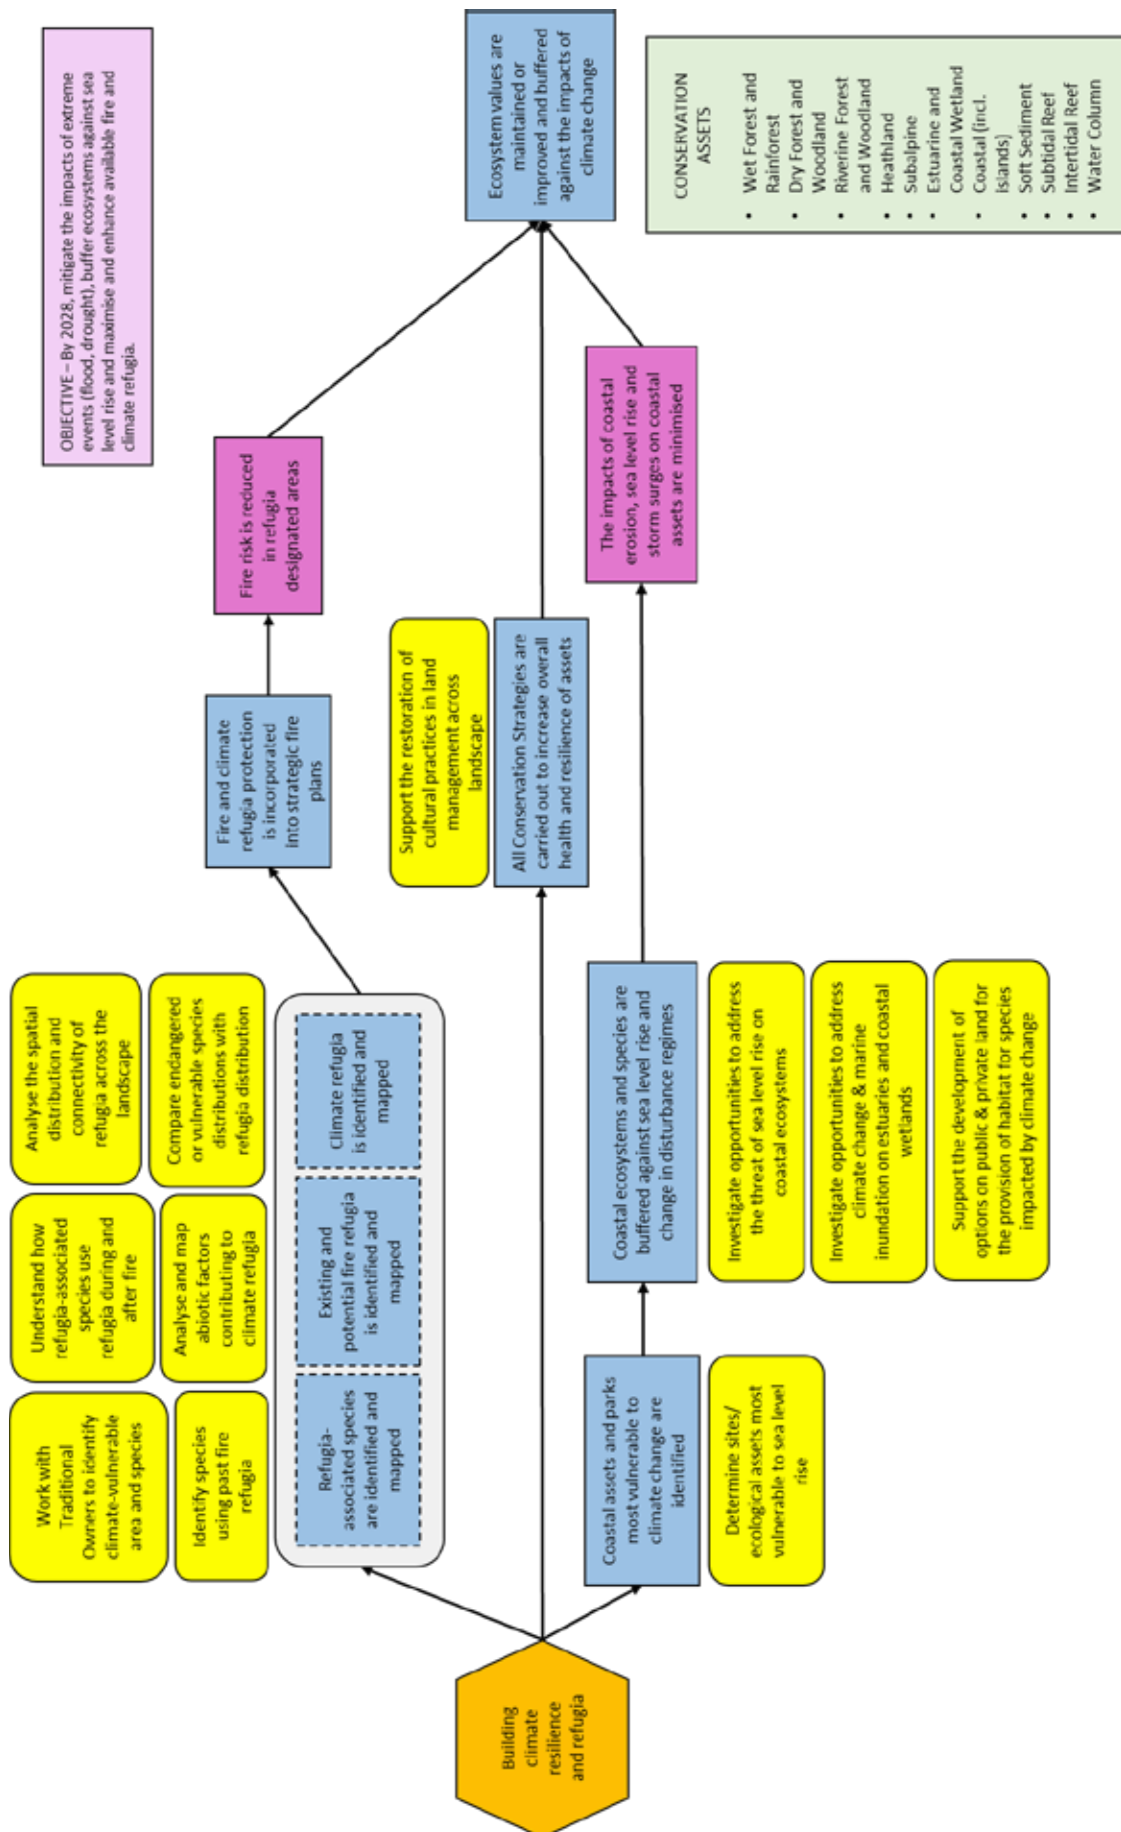 OBJECTIVE – By 2028, mitigate the impacts of extreme
events (flood, drought), buffer ecosystems against sea
level rise and maximise and enhance available fire and
climate refugia.
Work with
Traditional
Owners to identify
climate-vulnerable
area and species
Understand how
refugia-associated
species use
refugia during and
after fire
Analyse the spatial
distribution and
connectivity of
refugia across the
landscape
Identify species
using past fire
refugia
Analyse and map
abiotic factors
contributing to
climate refugia
Compare endangered
or vulnerable species
distributions with
refugia distribution
Refugia-
associated species
are identified and
mapped
Existing and
potential fire refugia
is identified and
mapped
Climate refugia
is identified and
mapped
Fire and climate
refugia protection
is incorporated
into strategic fire
plans
Fire risk is reduced
in refugia
designated areas
Building
climate
resilience
and refugia
Support the restoration of
cultural practices in land
management across
landscape
All Conservation Strategies are
carried out to increase overall
health and resilience of assets
Ecosystem values are
maintained or
improved and buffered
against the impacts of
climate change
Coastal assets and parks
most vulnerable to
climate change are
identified
Determine sites/
ecological assets most
vulnerable to sea level
rise
Coastal ecosystems and species are
buffered against sea level rise and
change in disturbance regimes
Investigate opportunities to address
the threat of sea level rise on
coastal ecosystems
Investigate opportunities to address
climate change & marine
inundation on estuaries and coastal
wetlands
Support the development of
options on public & private land for
the provision of habitat for species
impacted by climate change
The impacts of coastal
erosion, sea level rise and
storm surges on coastal
assets are minimised
CONSERVATION
ASSETS
• Wet Forest and
Rainforest
• Dry Forest and
Woodland
• Riverine Forest
and Woodland
• Heathland
• Subalpine
• Estuarine and
Coastal Wetland
• Coastal (incl.
islands)
• Soft Sediment
• Subtidal Reef
• Intertidal Reef
• Water Column